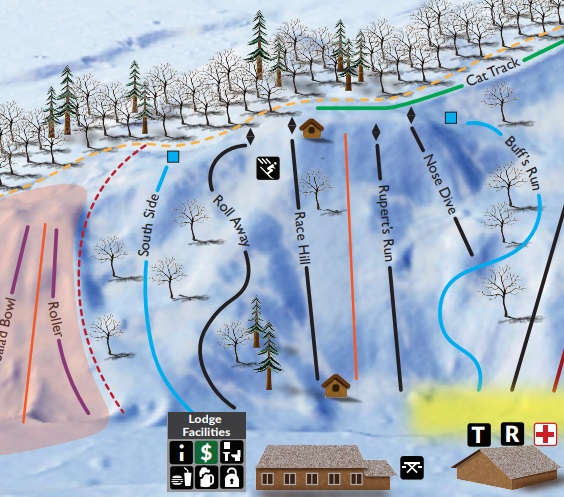 Cat Track
Buff's Run
Nose Dive
Rupert's Run
Race Hill
Roll Away
South Side
Roller
Bowl
Lodge
Facilities
i $
T R